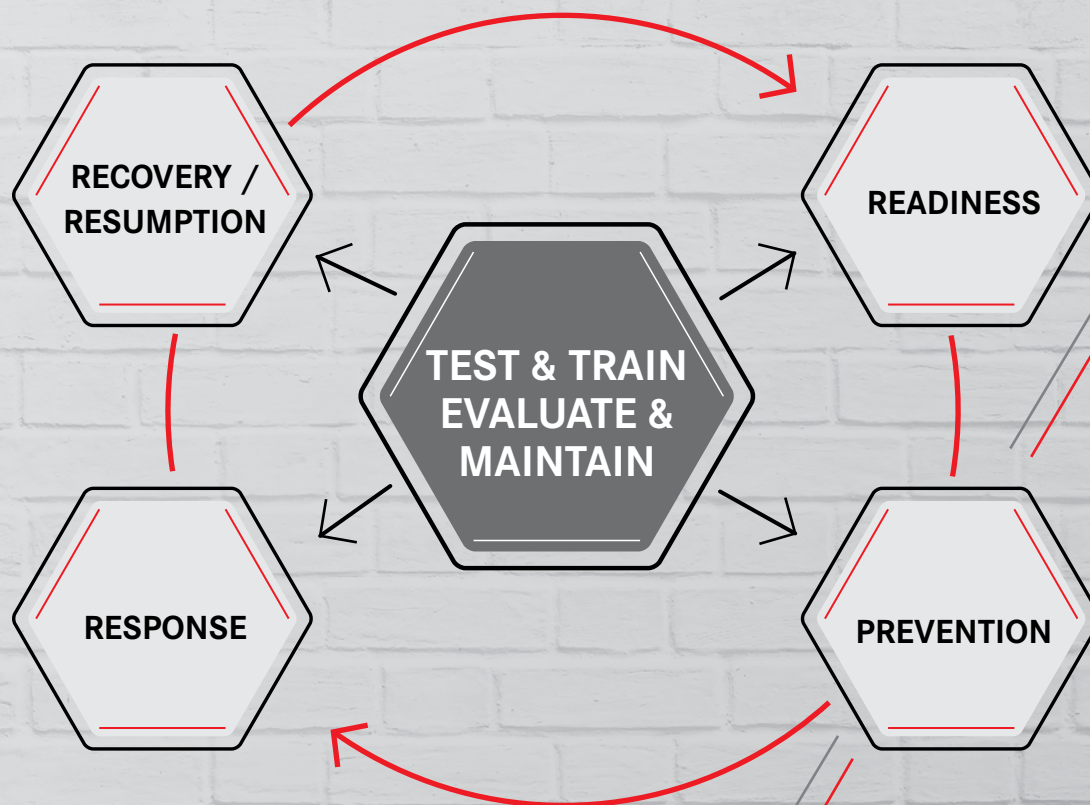 RECOVERY /
RESUMPTION
READINESS
TEST & TRAIN
EVALUATE &
MAINTAIN
RESPONSE
PREVENTION